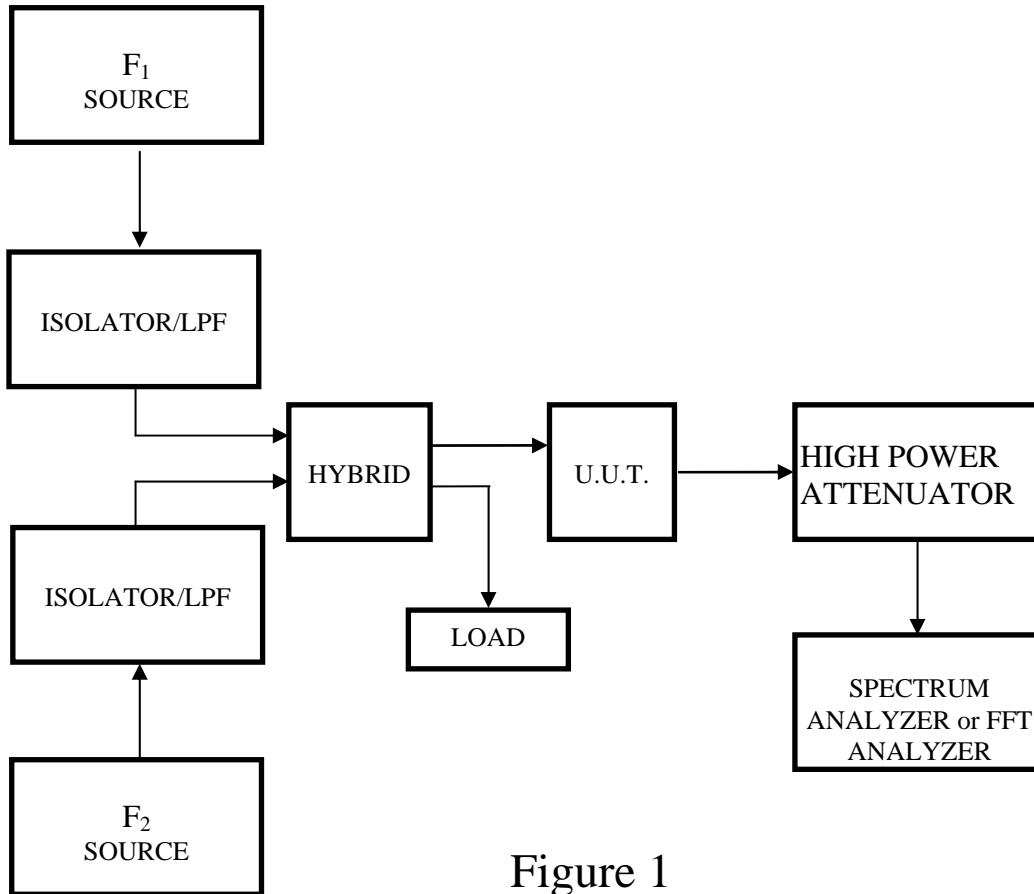 F₁
SOURCE
ISOLATOR/LPF
HYBRID
U.U.T.
HIGH POWER
ATTENUATOR
ISOLATOR/LPF
LOAD
SPECTRUM
ANALYZER or FFT
ANALYZER
F₂
SOURCE
Figure 1